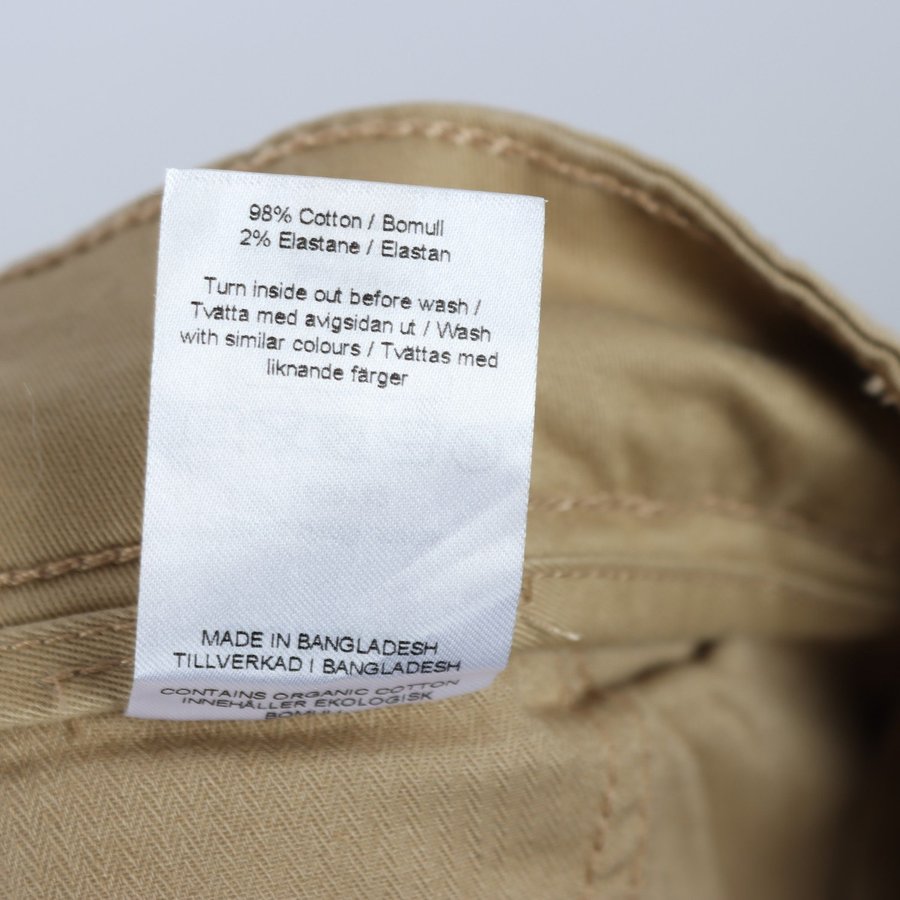 98% Cotton / Bomull
2% Elastane / Elastan
Turn inside out before wash /
Tvätta med avigsidan ut / Wash
with similar colours / Tvättas med
liknande färger
MADE IN BANGLADESH
TILLVERKAD I BANGLADESH
CONTAINS ORGANIC COTTON
INNEHÅLLER EKOLOGISK